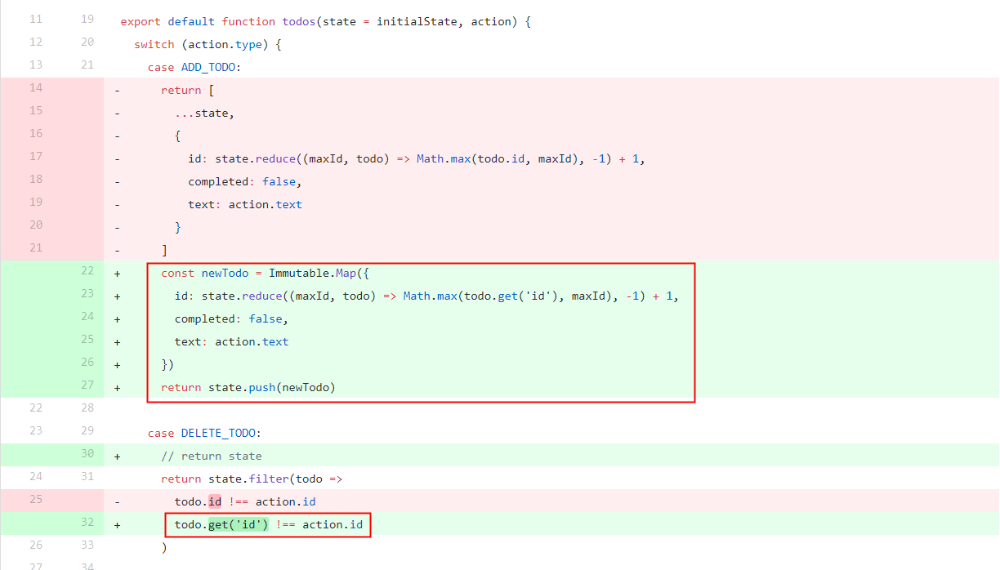 11 19 export default function todos(state = initialState, action) {
12 20 switch (action.type) {
13 21 case ADD_TODO:
14 - return [
15 - ...state,
16 - {
17 - id: state.reduce((maxId, todo) => Math.max(todo.id, maxId), -1) + 1,
18 - completed: false,
19 - text: action.text
20 - }
21 - ]
22 + const newTodo = Immutable.Map({
23 + id: state.reduce((maxId, todo) => Math.max(todo.get('id'), maxId), -1) + 1,
24 + completed: false,
25 + text: action.text
26 + })
27 + return state.push(newTodo)
22 28
23 29 case DELETE_TODO:
30 + // return state
24 31 return state.filter(todo =>
25 - todo.id !== action.id
32 + todo.get('id') !== action.id
26 33 )
27 34